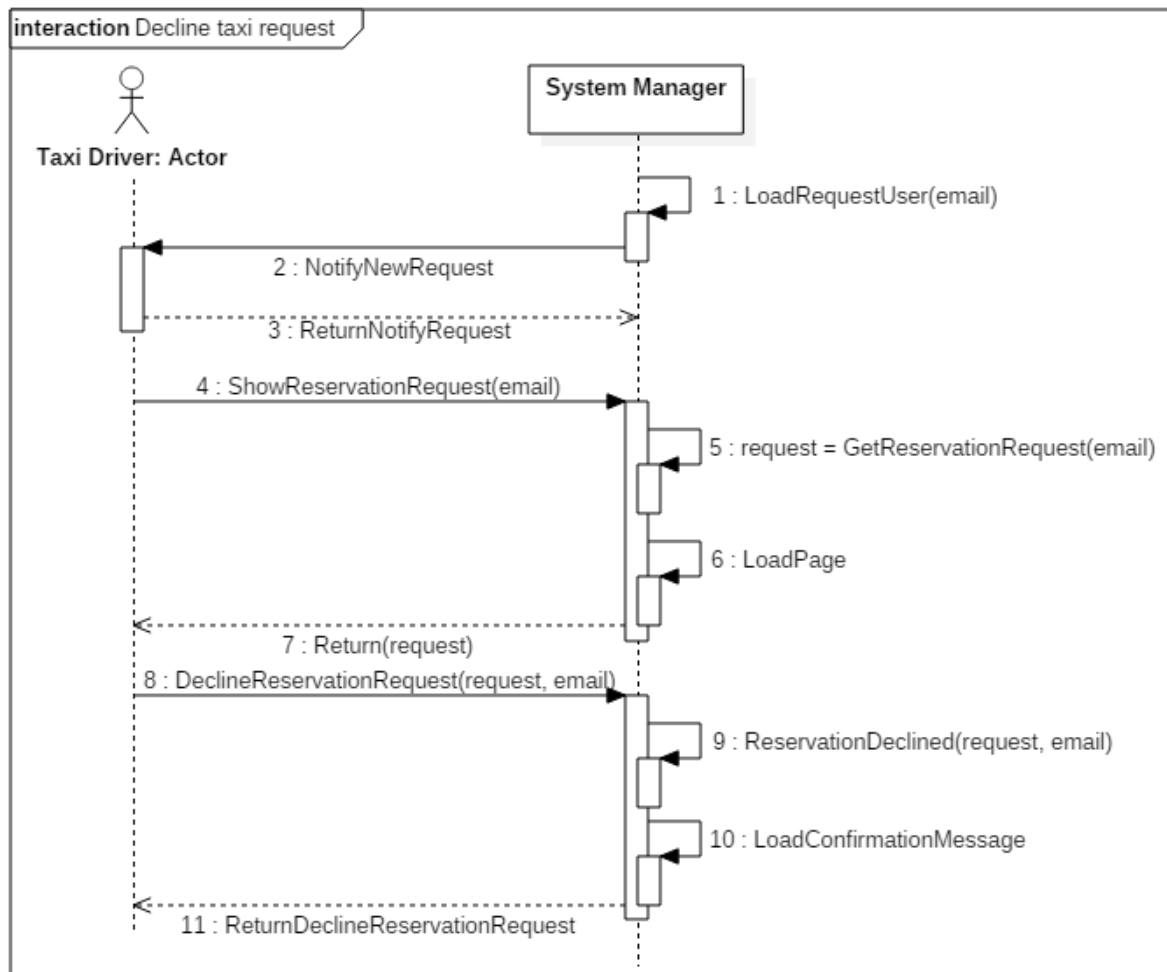 interaction Decline taxi request
System Manager
Taxi Driver: Actor
1 : LoadRequestUser(email)
2 : NotifyNewRequest
3 : ReturnNotifyRequest
4 : ShowReservationRequest(email)
5 : request = GetReservationRequest(email)
6 : LoadPage
7 : Return(request)
8 : DeclineReservationRequest(request, email)
9 : ReservationDeclined(request, email)
10 : LoadConfirmationMessage
11 : ReturnDeclineReservationRequest